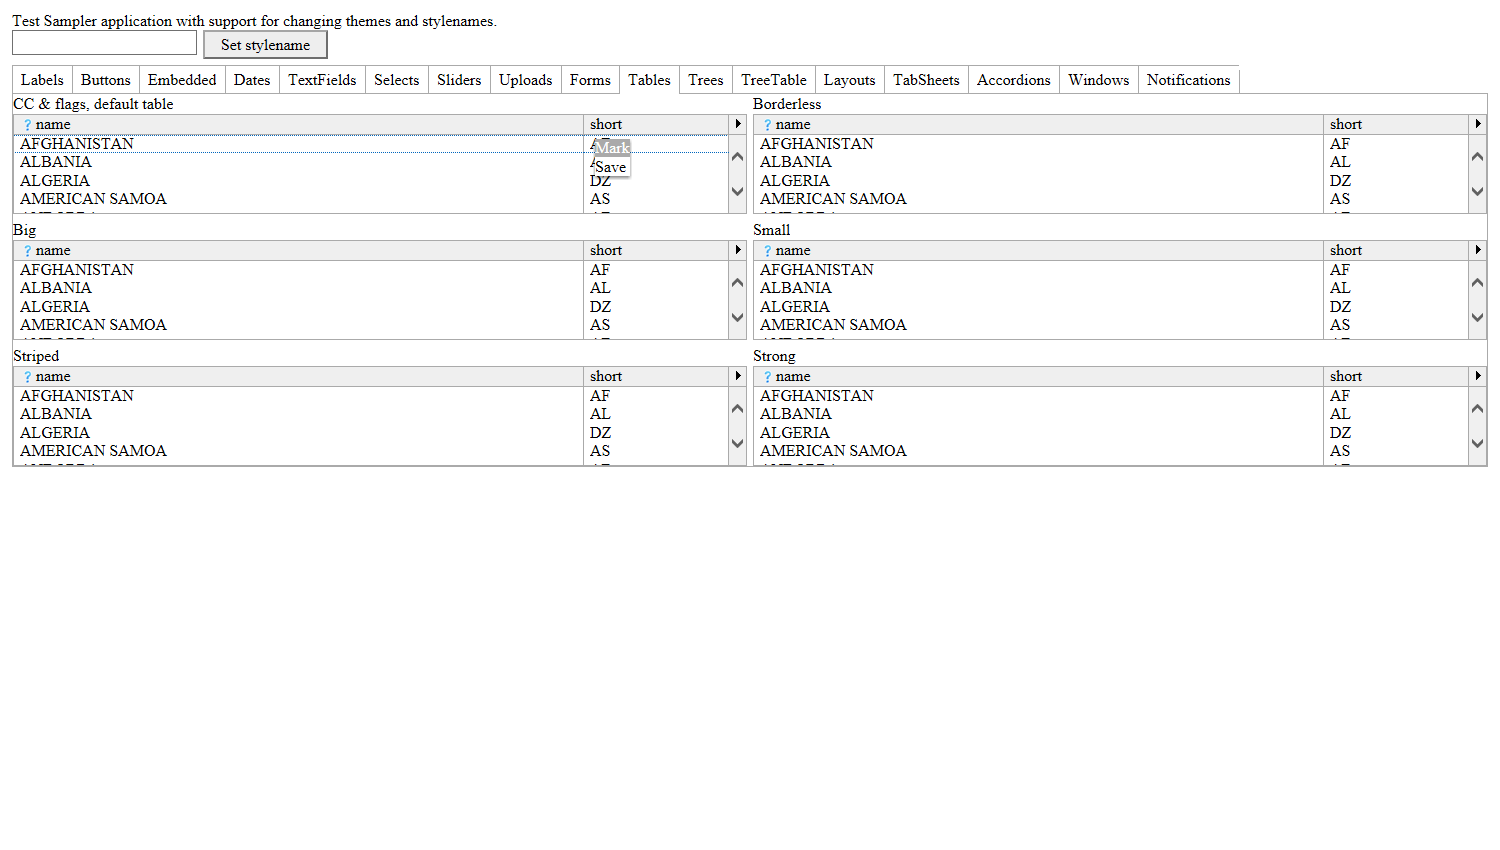 Test Sampler application with support for changing themes and stylenames.
Set stylename
Labels Buttons Embedded Dates TextFields Selects Sliders Uploads Forms Tables Trees TreeTable Layouts TabSheets Accordions Windows Notifications
CC & flags, default table Borderless
? name short ? name short
AFGHANISTAN Mark AFGHANISTAN AF
ALBANIA Save ALBANIA AL
ALGERIA DZ ALGERIA DZ
AMERICAN SAMOA AS AMERICAN SAMOA AS
Big Small
? name short ? name short
AFGHANISTAN AF AFGHANISTAN AF
ALBANIA AL ALBANIA AL
ALGERIA DZ ALGERIA DZ
AMERICAN SAMOA AS AMERICAN SAMOA AS
Striped Strong
? name short ? name short
AFGHANISTAN AF AFGHANISTAN AF
ALBANIA AL ALBANIA AL
ALGERIA DZ ALGERIA DZ
AMERICAN SAMOA AS AMERICAN SAMOA AS